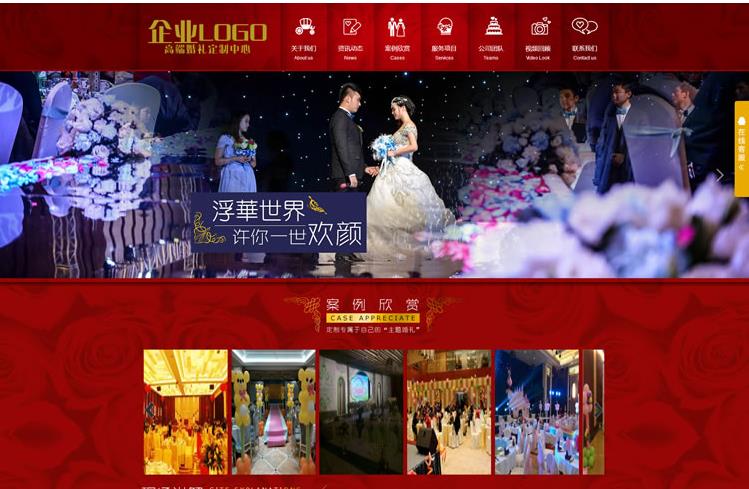 企业LOGO
高端婚礼定制中心
关于我们 资讯动态 案例欣赏 服务项目 公司团队 视频回顾 联系我们
About us News Cases Services Teams Video Look Contact us
在线客服
浮華世界
许你一世欢颜
案例欣赏
CASE APPRECIATE
定制专属于自己的“主题婚礼”